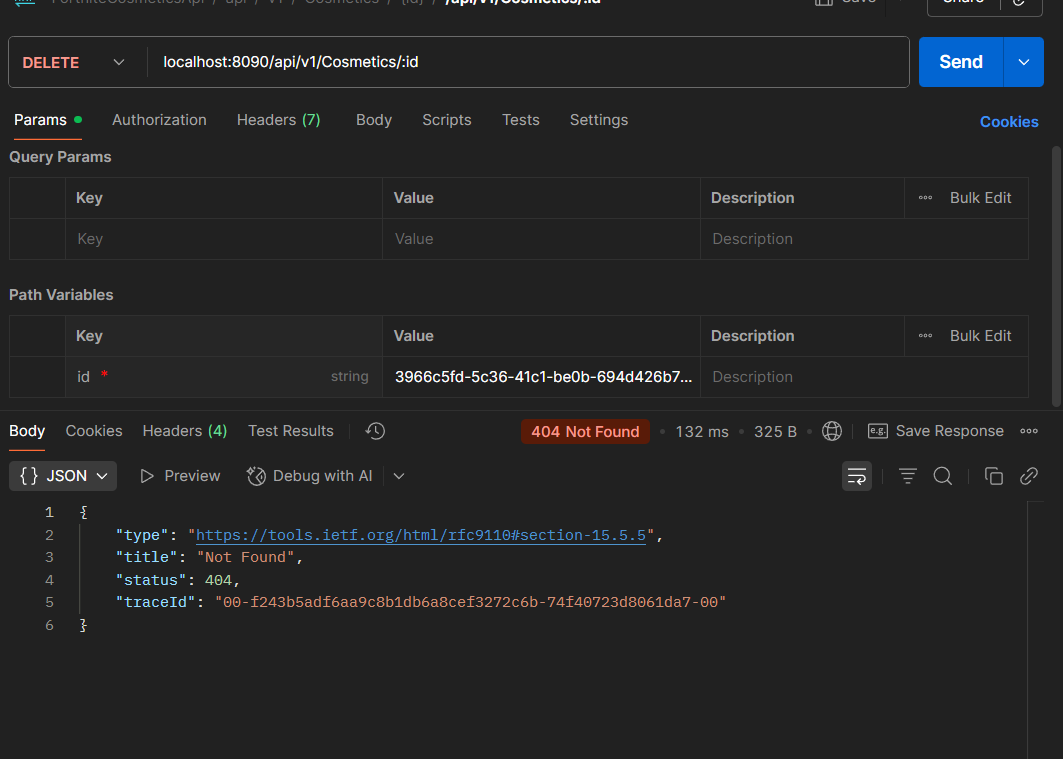 FortniteCosmeticsApi / api / v1 / Cosmetics / {id} / /api/v1/Cosmetics/:id Save Share
DELETE localhost:8090/api/v1/Cosmetics/:id Send
Params Authorization Headers (7) Body Scripts Tests Settings Cookies
Query Params
Key Value Description Bulk Edit
Key Value Description
Path Variables
Key Value Description Bulk Edit
id * string 3966c5fd-5c36-41c1-be0b-694d426b7... Description
Body Cookies Headers (4) Test Results 404 Not Found • 132 ms • 325 B • e.g. Save Response
{} JSON Preview Debug with AI
1 {
2 "type": "https://tools.ietf.org/html/rfc9110#section-15.5.5",
3 "title": "Not Found",
4 "status": 404,
5 "traceId": "00-f243b5adf6aa9c8b1db6a8cef3272c6b-74f40723d8061da7-00"
6 }